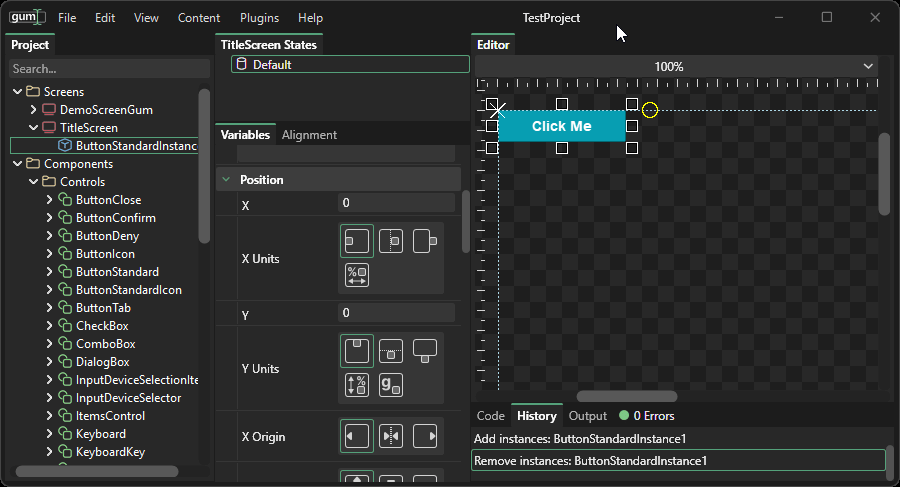 gum File Edit View Content Plugins Help TestProject
Project
Search...
Screens
DemoScreenGum
TitleScreen
ButtonStandardInstanc
Components
Controls
ButtonClose
ButtonConfirm
ButtonDeny
ButtonIcon
ButtonStandard
ButtonStandardIcon
ButtonTab
CheckBox
ComboBox
DialogBox
InputDeviceSelectionIte
InputDeviceSelector
ItemsControl
Keyboard
KeyboardKey
TitleScreen States
Default
Variables Alignment
Position
X 0
X Units
%
Y 0
Y Units
% g
X Origin
Editor
100%
Click Me
Code History Output 0 Errors
Add instances: ButtonStandardInstance1
Remove instances: ButtonStandardInstance1